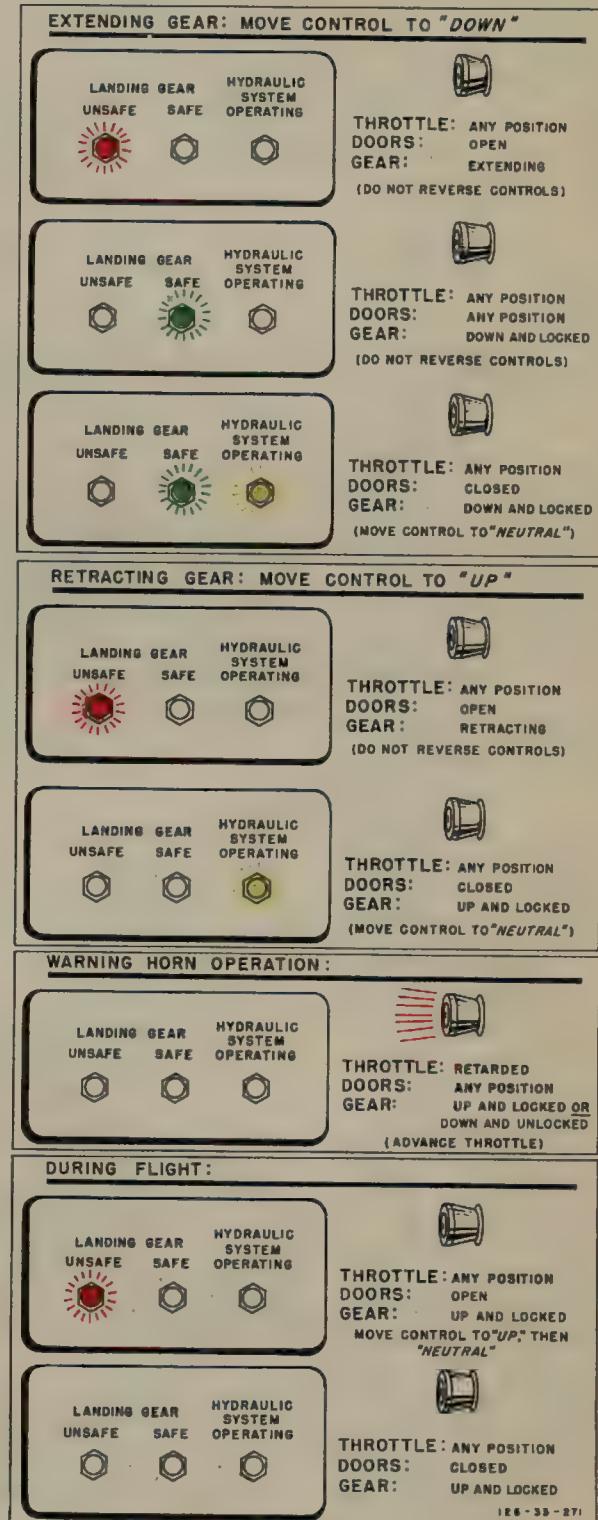 EXTENDING GEAR: MOVE CONTROL TO "DOWN"
LANDING GEAR
UNSAFE SAFE
HYDRAULIC
SYSTEM
OPERATING
THROTTLE: ANY POSITION
DOORS: OPEN
GEAR: EXTENDING
(DO NOT REVERSE CONTROLS)
LANDING GEAR
UNSAFE SAFE
HYDRAULIC
SYSTEM
OPERATING
THROTTLE: ANY POSITION
DOORS: ANY POSITION
GEAR: DOWN AND LOCKED
(DO NOT REVERSE CONTROLS)
LANDING GEAR
UNSAFE SAFE
HYDRAULIC
SYSTEM
OPERATING
THROTTLE: ANY POSITION
DOORS: CLOSED
GEAR: DOWN AND LOCKED
(MOVE CONTROL TO "NEUTRAL")
RETRACTING GEAR: MOVE CONTROL TO "UP"
LANDING GEAR
UNSAFE SAFE
HYDRAULIC
SYSTEM
OPERATING
THROTTLE: ANY POSITION
DOORS: OPEN
GEAR: RETRACTING
(DO NOT REVERSE CONTROLS)
LANDING GEAR
UNSAFE SAFE
HYDRAULIC
SYSTEM
OPERATING
THROTTLE: ANY POSITION
DOORS: CLOSED
GEAR: UP AND LOCKED
(MOVE CONTROL TO "NEUTRAL")
WARNING HORN OPERATION:
LANDING GEAR
UNSAFE SAFE
HYDRAULIC
SYSTEM
OPERATING
THROTTLE: RETARDED
DOORS: ANY POSITION
GEAR: UP AND LOCKED OR
DOWN AND UNLOCKED
(ADVANCE THROTTLE)
DURING FLIGHT:
LANDING GEAR
UNSAFE SAFE
HYDRAULIC
SYSTEM
OPERATING
THROTTLE: ANY POSITION
DOORS: OPEN
GEAR: UP AND LOCKED
MOVE CONTROL TO "UP," THEN
"NEUTRAL"
LANDING GEAR
UNSAFE SAFE
HYDRAULIC
SYSTEM
OPERATING
THROTTLE: ANY POSITION
DOORS: CLOSED
GEAR: UP AND LOCKED
126-33-271